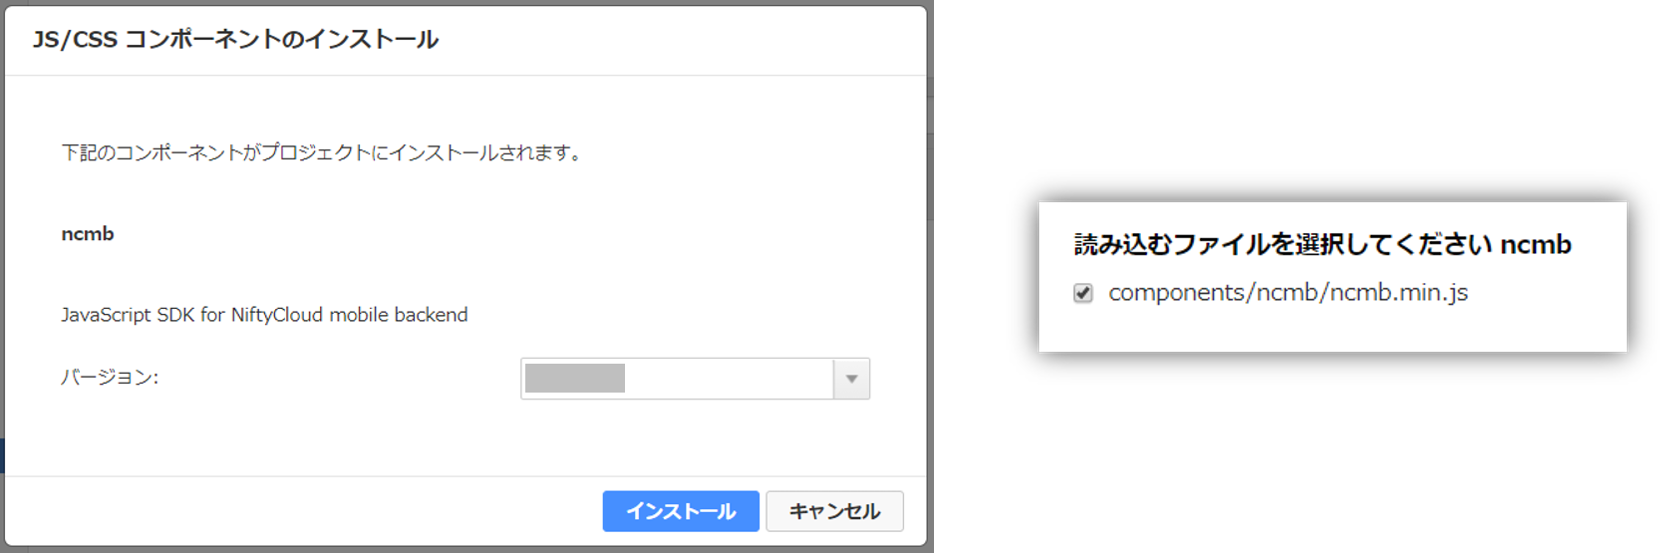 JS/CSS コンポーネントのインストール
下記のコンポーネントがプロジェクトにインストールされます。
ncmb
JavaScript SDK for NiftyCloud mobile backend
バージョン:
インストール
キャンセル
読み込むファイルを選択してください ncmb
components/ncmb/ncmb.min.js